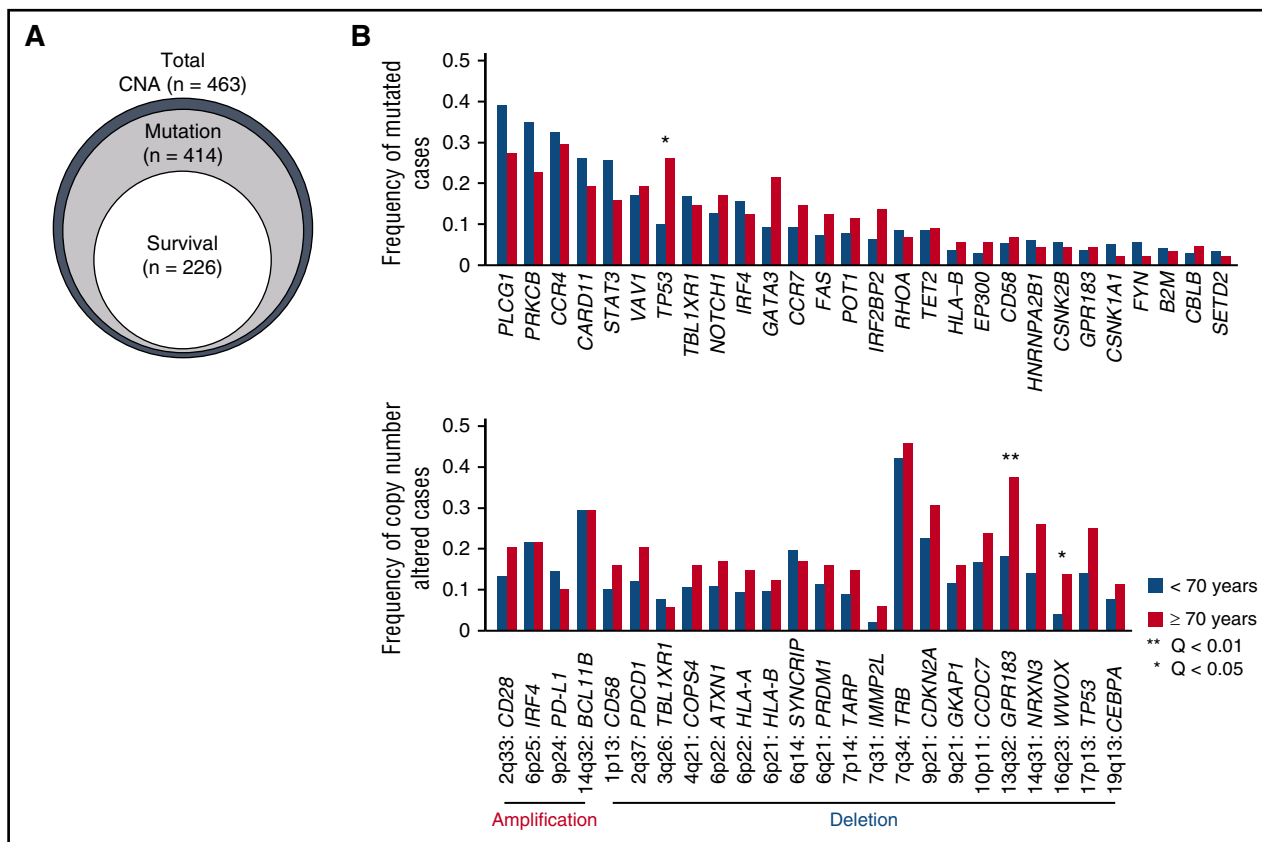 A
Total
CNA (n = 463)
Mutation
(n = 414)
Survival
(n = 226)
B
Frequency of mutated
cases
0.5
0.4
0.3
0.2
0.1
0
*
PLCG1
PRKCB
CCR4
CARD11
STAT3
VAV1
TP53
TBL1XR1
NOTCH1
IRF4
GATA3
CCR7
FAS
POT1
IRF2BP2
RHOA
TET2
HLA–B
EP300
CD58
HNRNPA2B1
CSNK2B
GPR183
CSNK1A1
FYN
B2M
CBLB
SETD2
Frequency of copy number
altered cases
0.5
0.4
0.3
0.2
0.1
0
**
*
2q33: CD28
6p25: IRF4
9p24: PD-L1
14q32: BCL11B
1p13: CD58
2q37: PDCD1
3q26: TBL1XR1
4q21: COPS4
6p22: ATXN1
6p22: HLA-A
6p21: HLA-B
6q14: SYNCRIP
6q21: PRDM1
7p14: TARP
7q31: IMMP2L
7q34: TRB
9p21: CDKN2A
9q21: GKAP1
10p11: CCDC7
13q32: GPR183
14q31: NRXN3
16q23: WWOX
17p13: TP53
19q13:CEBPA
Amplification
Deletion
< 70 years
≥ 70 years
** Q < 0.01
* Q < 0.05